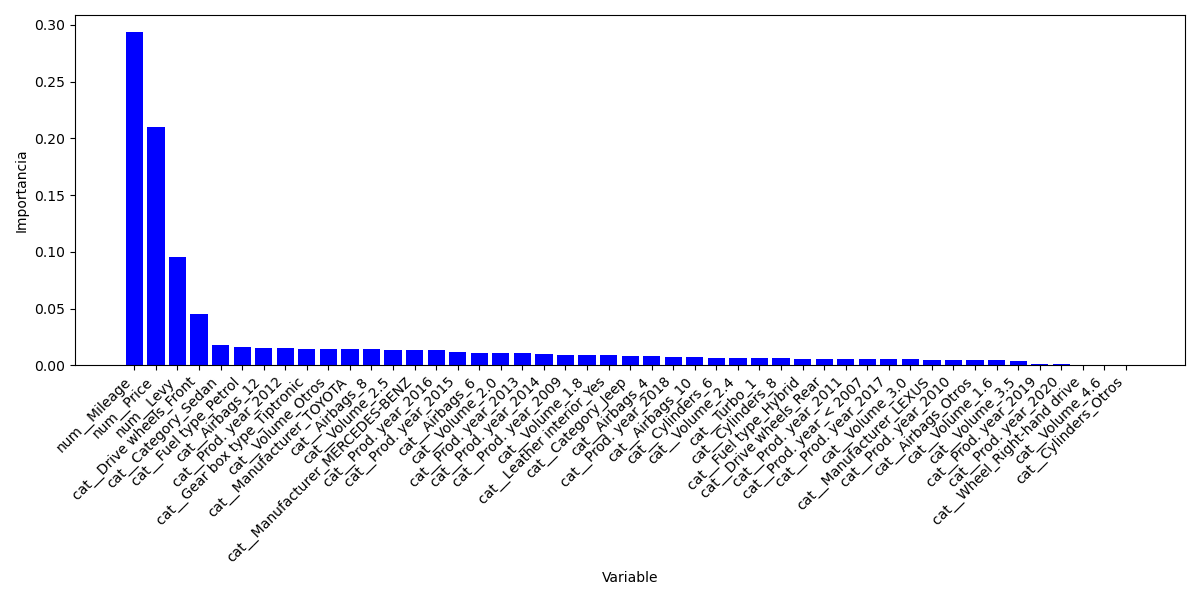 0.30
0.25
0.20
0.15
0.10
0.05
0.00
Importancia
num__Mileage
num__Price
num__Levy
cat__Drive wheels_Front
cat__Category_Sedan
cat__Fuel type_Petrol
cat__Airbags_12
cat__Prod. year_2012
cat__Gear box type_Tiptronic
cat__Volume_Otros
cat__Manufacturer_TOYOTA
cat__Airbags_8
cat__Volume_2.5
cat__Manufacturer_MERCEDES-BENZ
cat__Prod. year_2016
cat__Prod. year_2015
cat__Airbags_6
cat__Volume_2.0
cat__Prod. year_2013
cat__Prod. year_2014
cat__Prod. year_2009
cat__Volume_1.8
cat__Leather interior_Yes
cat__Category_Jeep
cat__Airbags_4
cat__Prod. year_2018
cat__Airbags_10
cat__Cylinders_6
cat__Volume_2.4
cat__Turbo_1
cat__Cylinders_8
cat__Fuel type_Hybrid
cat__Drive wheels_Rear
cat__Prod. year_2011
cat__Prod. year_< 2007
cat__Prod. year_2017
cat__Volume_3.0
cat__Manufacturer_LEXUS
cat__Prod. year_2010
cat__Airbags_Otros
cat__Volume_1.6
cat__Volume_3.5
cat__Prod. year_2019
cat__Prod. year_2020
cat__Wheel_Right-hand drive
cat__Volume_4.6
cat__Cylinders_Otros
Variable